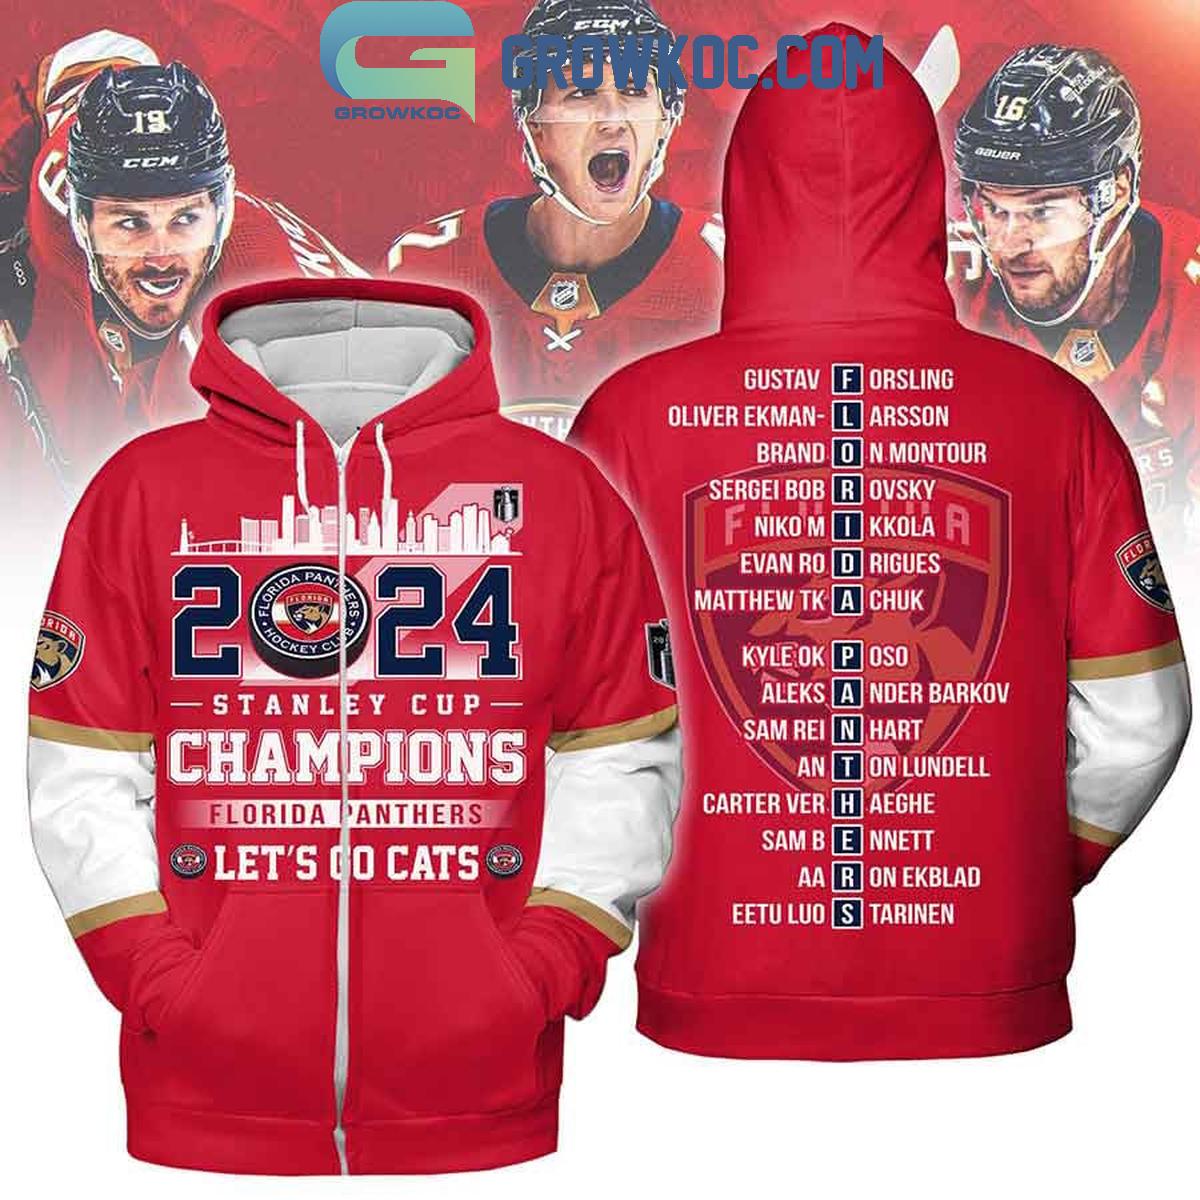 GROWKOC
GROWKOC.COM
19
CCM
CCM
16
BAUER
2024
FLORIDA PANTHERS
FLORIDA
HOCKEY CLUB
STANLEY CUP
CHAMPIONS
FLORIDA PANTHERS
LET'S GO CATS
GUSTAV FORSLING
OLIVER EKMAN-LARSSON
BRANDON MONTOUR
SERGEI BOBROVSKY
NIKO MIKKOLA
EVAN RODRIGUES
MATTHEW TKACHUK
KYLE OKPOSO
ALEKSANDER BARKOV
SAM REINHART
ANTON LUNDELL
CARTER VERHAEGHE
SAM BENNETT
AARON EKBLAD
EETU LUOSTARINEN
FLORIDA